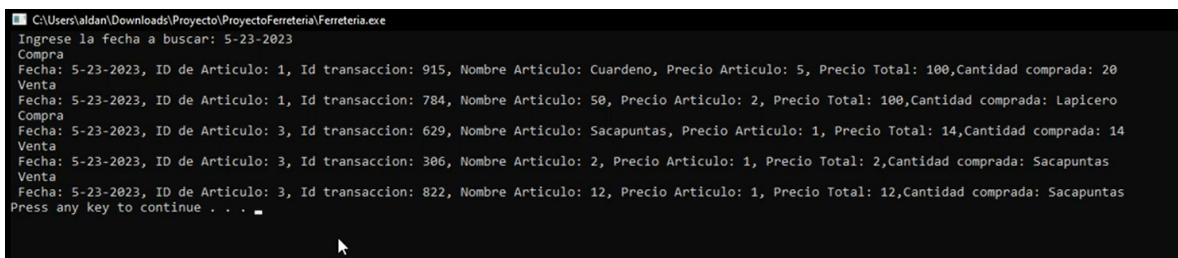 C:\Users\aldan\Downloads\Proyecto\ProyectoFerreteria\Ferreteria.exe
Ingrese la fecha a buscar: 5-23-2023
Compra
Fecha: 5-23-2023, ID de Articulo: 1, Id transaccion: 915, Nombre Articulo: Cuardeno, Precio Articulo: 5, Precio Total: 100,Cantidad comprada: 20
Venta
Fecha: 5-23-2023, ID de Articulo: 1, Id transaccion: 784, Nombre Articulo: 50, Precio Articulo: 2, Precio Total: 100,Cantidad comprada: Lapicero
Compra
Fecha: 5-23-2023, ID de Articulo: 3, Id transaccion: 629, Nombre Articulo: Sacapuntas, Precio Articulo: 1, Precio Total: 14,Cantidad comprada: 14
Venta
Fecha: 5-23-2023, ID de Articulo: 3, Id transaccion: 306, Nombre Articulo: 2, Precio Articulo: 1, Precio Total: 2,Cantidad comprada: Sacapuntas
Venta
Fecha: 5-23-2023, ID de Articulo: 3, Id transaccion: 822, Nombre Articulo: 12, Precio Articulo: 1, Precio Total: 12,Cantidad comprada: Sacapuntas
Press any key to continue . . .